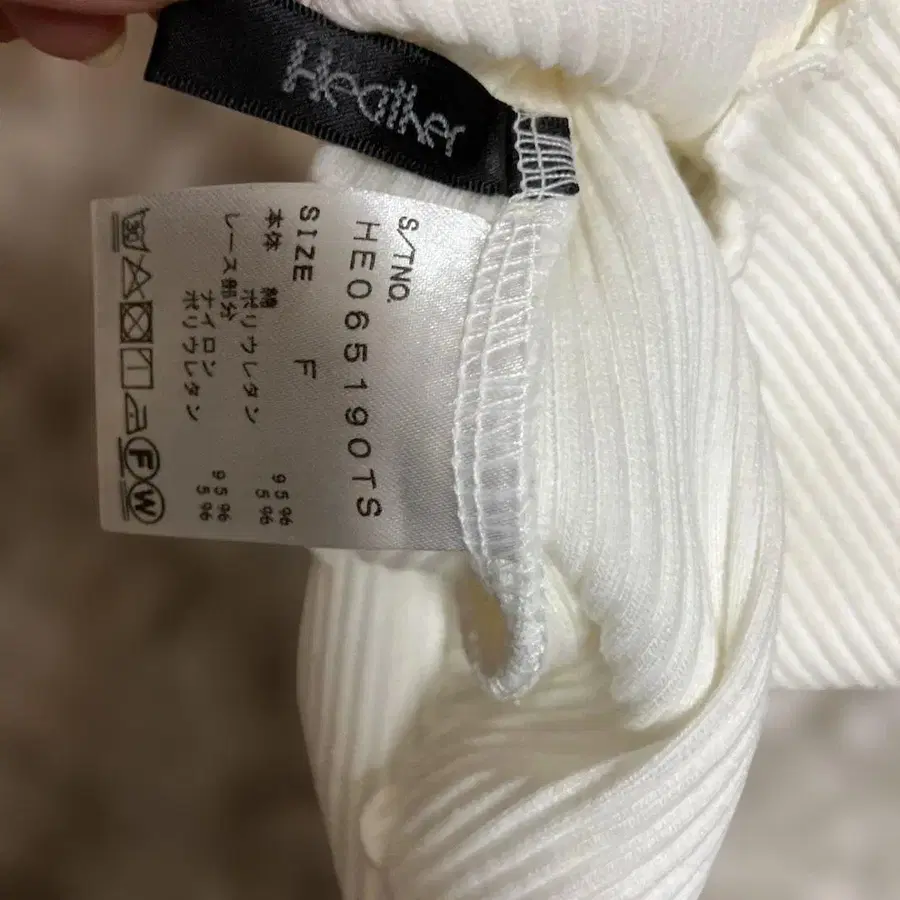 Heather
S/TNO.
HE065190TS
SIZE F
本体
綿 95%
ポリウレタン 5%
レース部分
ナイロン 95%
ポリウレタン 5%
30
F W